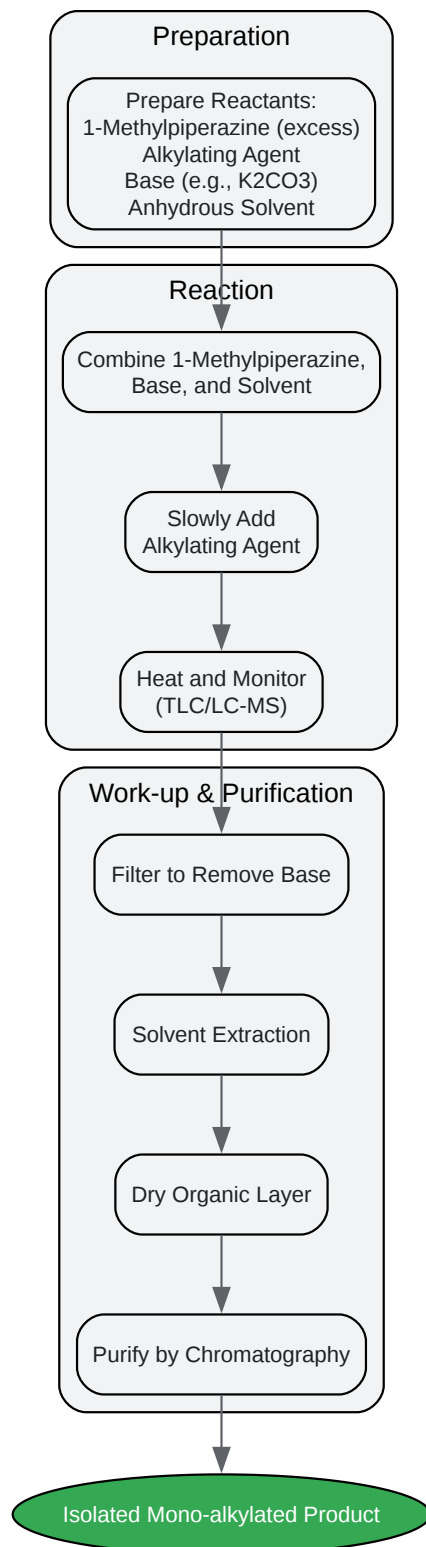 Preparation
Prepare Reactants:
1-Methylpiperazine (excess)
Alkylating Agent
Base (e.g., K2CO3)
Anhydrous Solvent
Reaction
Combine 1-Methylpiperazine,
Base, and Solvent
Slowly Add
Alkylating Agent
Heat and Monitor
(TLC/LC-MS)
Work-up & Purification
Filter to Remove Base
Solvent Extraction
Dry Organic Layer
Purify by Chromatography
Isolated Mono-alkylated Product